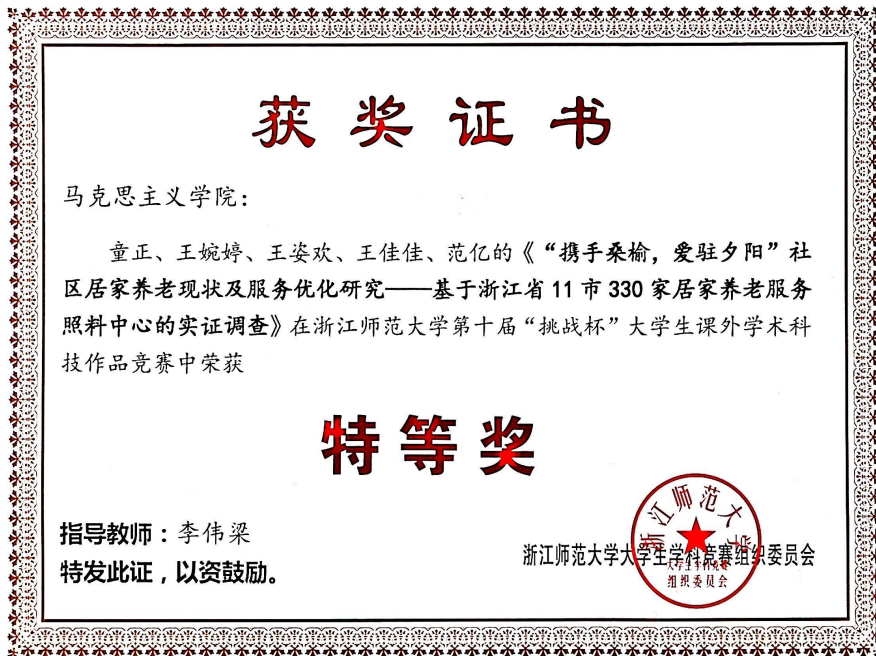 获奖证书
马克思主义学院：
童正、王婉婷、王姿欢、王佳佳、范亿的《“携手桑榆，爱驻夕阳”社
区居家养老现状及服务优化研究——基于浙江省11市330家居家养老服务
照料中心的实证调查》在浙江师范大学第十届“挑战杯”大学生课外学术科
技作品竞赛中荣获
特等奖
指导教师：李伟梁
特发此证，以资鼓励。
浙江师范大学大学生学科竞赛组织委员会
浙江师范大学
大学生学科竞赛
组织委员会